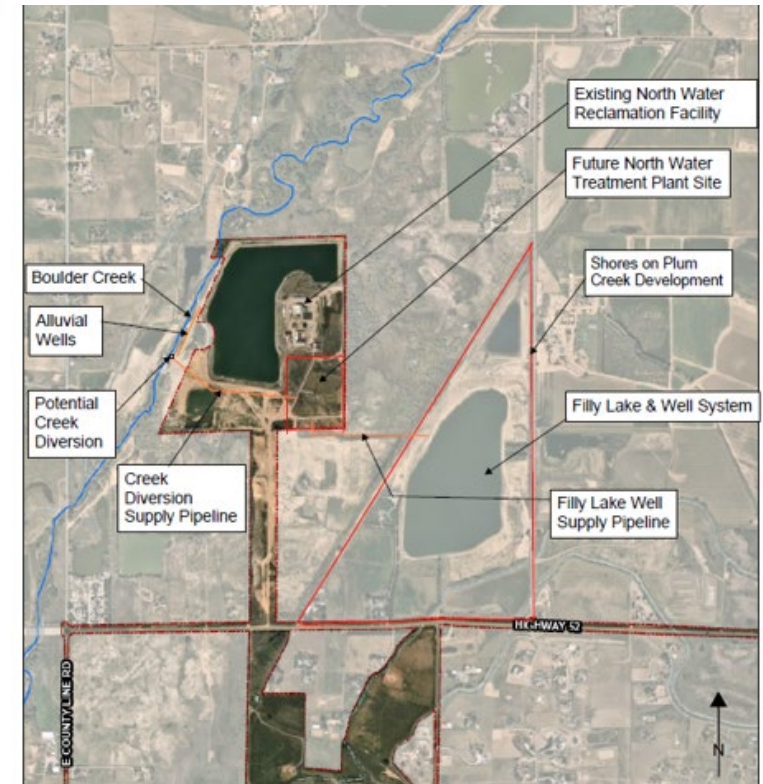 Existing North Water
Reclamation Facility
Future North Water
Treatment Plant Site
Shores on Plum
Creek Development
Boulder Creek
Alluvial
Wells
Potential
Creek
Diversion
Filly Lake & Well System
Creek
Diversion
Supply Pipeline
Filly Lake Well
Supply Pipeline
HIGHWAY 52
E COUNTY LINE RD
N